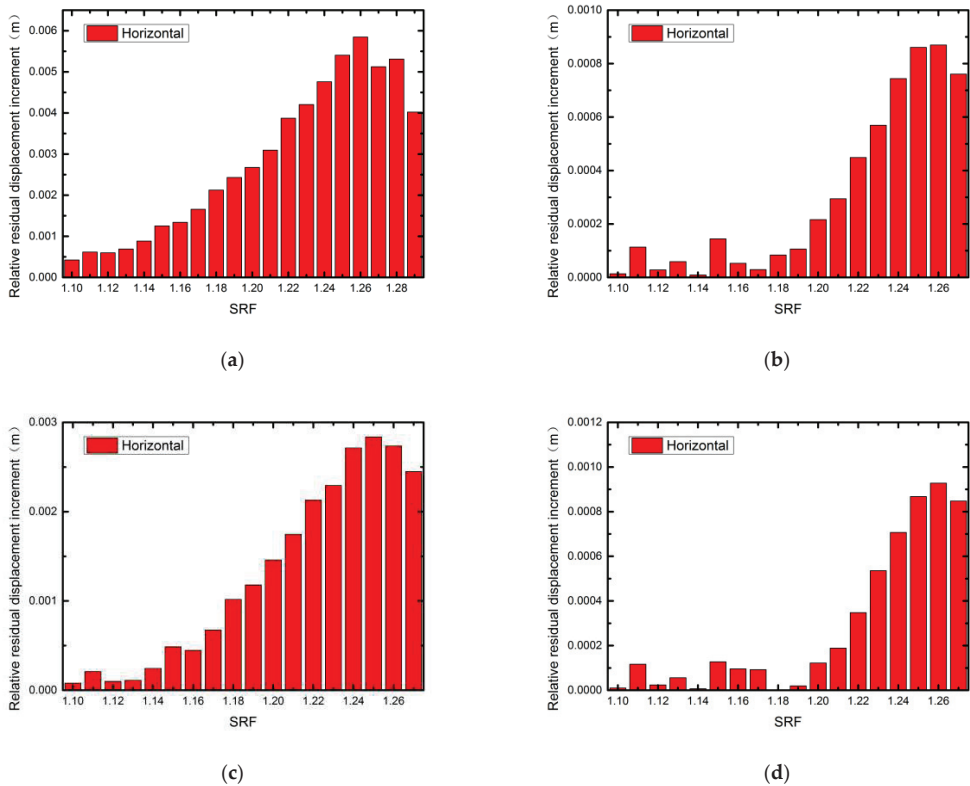 Relative residual displacement increment（m）
Horizontal
0.006
0.005
0.004
0.003
0.002
0.001
0.000
1.10 1.12 1.14 1.16 1.18 1.20 1.22 1.24 1.26 1.28
SRF
(a)
Relative residual displacement increment（m）
Horizontal
0.0010
0.0008
0.0006
0.0004
0.0002
0.0000
1.10 1.12 1.14 1.16 1.18 1.20 1.22 1.24 1.26
SRF
(b)
Relative residual displacement increment（m）
Horizontal
0.003
0.002
0.001
0.000
1.10 1.12 1.14 1.16 1.18 1.20 1.22 1.24 1.26
SRF
(c)
Relative residual displacement increment（m）
Horizontal
0.0012
0.0010
0.0008
0.0006
0.0004
0.0002
0.0000
1.10 1.12 1.14 1.16 1.18 1.20 1.22 1.24 1.26
SRF
(d)